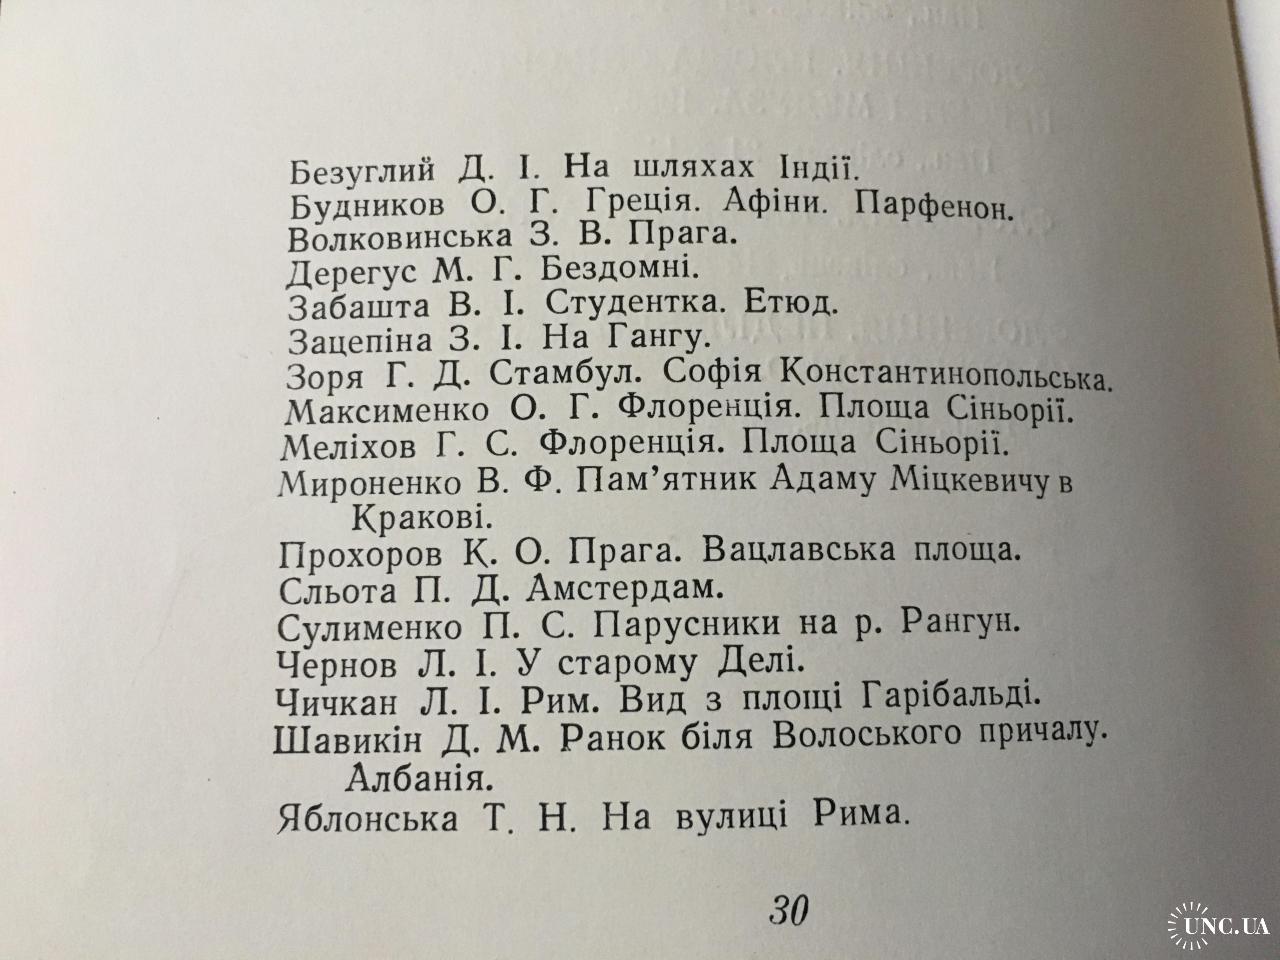 Безуглий Д. І. На шляхах Індії.
Будников О. Г. Греція. Афіни. Парфенон.
Волковинська З. В. Прага.
Дерегус М. Г. Бездомні.
Забашта В. І. Студентка. Етюд.
Зацепіна З. І. На Гангу.
Зоря Г. Д. Стамбул. Софія Константинопольська.
Максименко О. Г. Флоренція. Площа Сіньорії.
Меліхов Г. С. Флоренція. Площа Сіньорії.
Мироненко В. Ф. Пам’ятник Адаму Міцкевичу в
Кракові.
Прохоров К. О. Прага. Вацлавська площа.
Сльота П. Д. Амстердам.
Сулименко П. С. Парусники на р. Рангун.
Чернов Л. І. У старому Делі.
Чичкан Л. І. Рим. Вид з площі Гарібальді.
Шавикін Д. М. Ранок біля Волоського причалу.
Албанія.
Яблонська Т. Н. На вулиці Рима.
30
UNC.UA